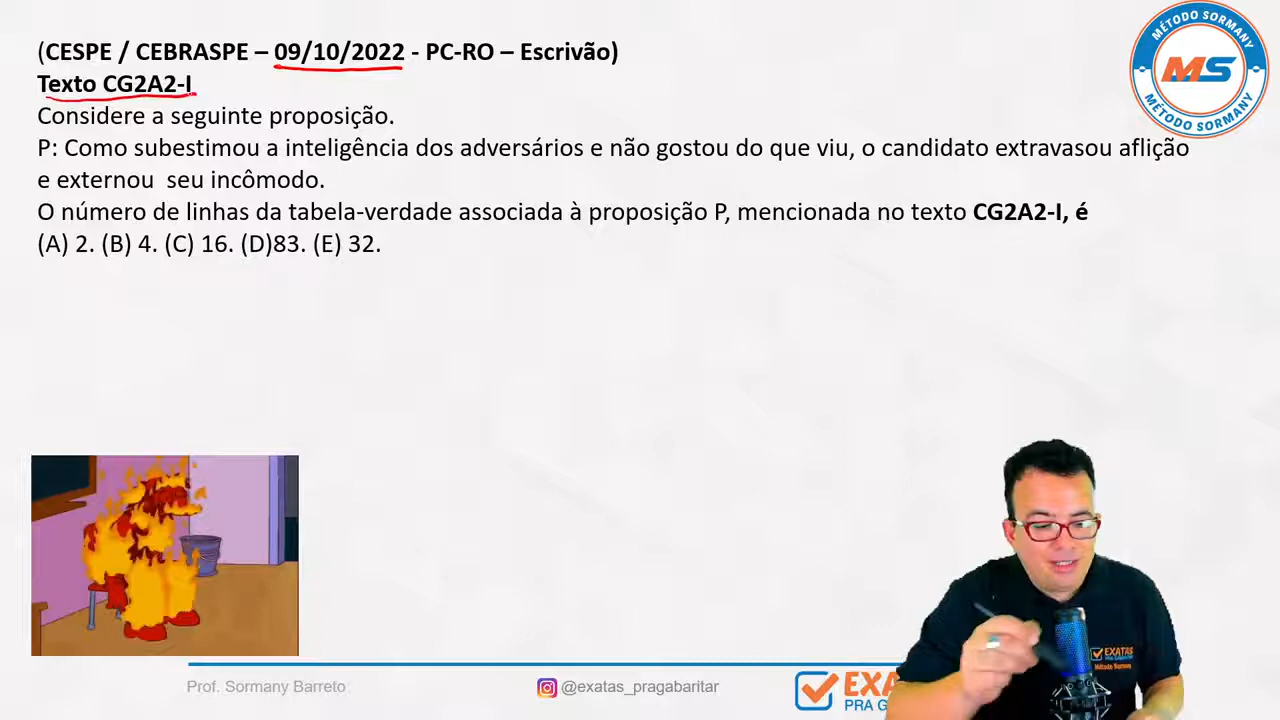 (CESPE / CEBRASPE – 09/10/2022 - PC-RO – Escrivão)
Texto CG2A2-I
Considere a seguinte proposição.
P: Como subestimou a inteligência dos adversários e não gostou do que viu, o candidato extravasou aflição
e externou seu incômodo.
O número de linhas da tabela-verdade associada à proposição P, mencionada no texto CG2A2-I, é
(A) 2. (B) 4. (C) 16. (D)83. (E) 32.
MÉTODO SORMANY
MS
MÉTODO SORMANY
EXATAS
PRA GABARITAR
Método Sormany
Prof. Sormany Barreto
@exatas_pragabaritar
EXA
PRA G